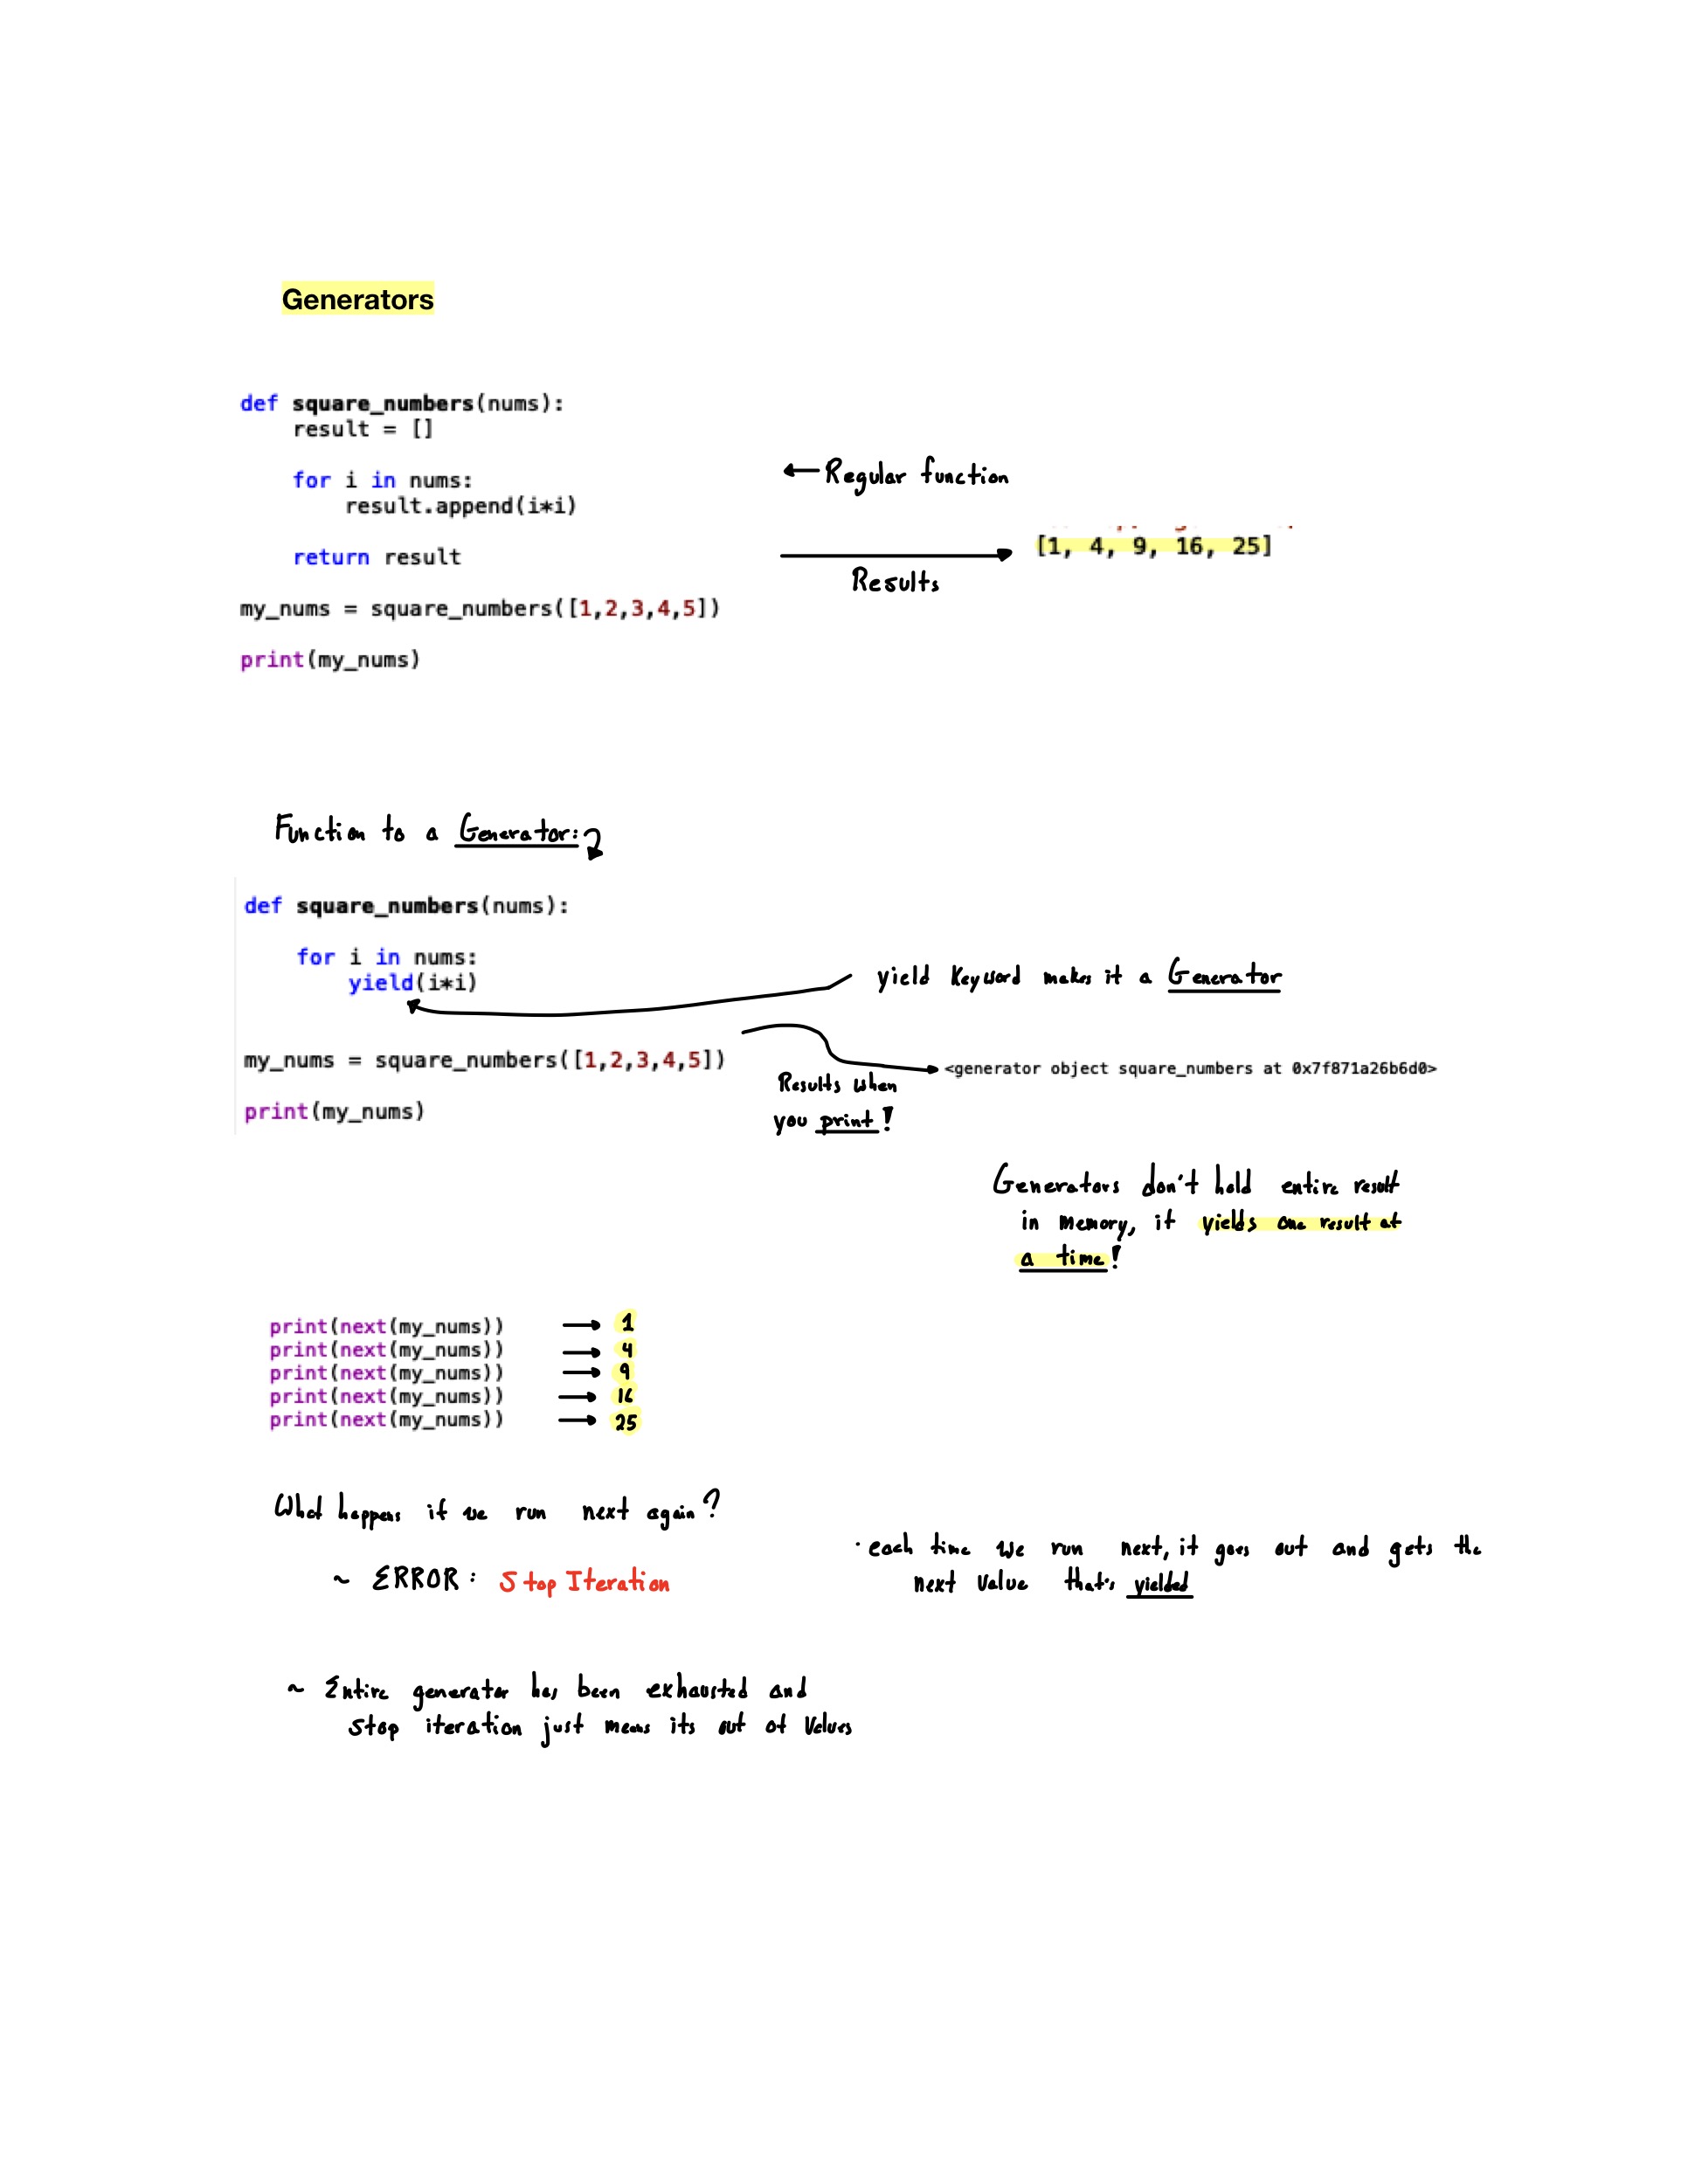 Generators
def square_numbers(nums):
    result = []
    for i in nums:
        result.append(i*i)
    return result
my_nums = square_numbers([1,2,3,4,5])
print(my_nums)
Regular function
Results
[1, 4, 9, 16, 25]
Function to a Generator:
def square_numbers(nums):
    for i in nums:
        yield(i*i)
my_nums = square_numbers([1,2,3,4,5])
print(my_nums)
yield keyword makes it a Generator
Results when
you print!
<generator object square_numbers at 0x7f871a26b6d0>
Generators don't hold entire result
in memory, it yields one result at
a time!
print(next(my_nums)) → 1
print(next(my_nums)) → 4
print(next(my_nums)) → 9
print(next(my_nums)) → 16
print(next(my_nums)) → 25
What happens if we run next again?
~ ERROR: Stop Iteration
· each time we run next, it goes out and gets the
next value that's yielded
~ Entire generator has been exhausted and
stop iteration just means its out of values